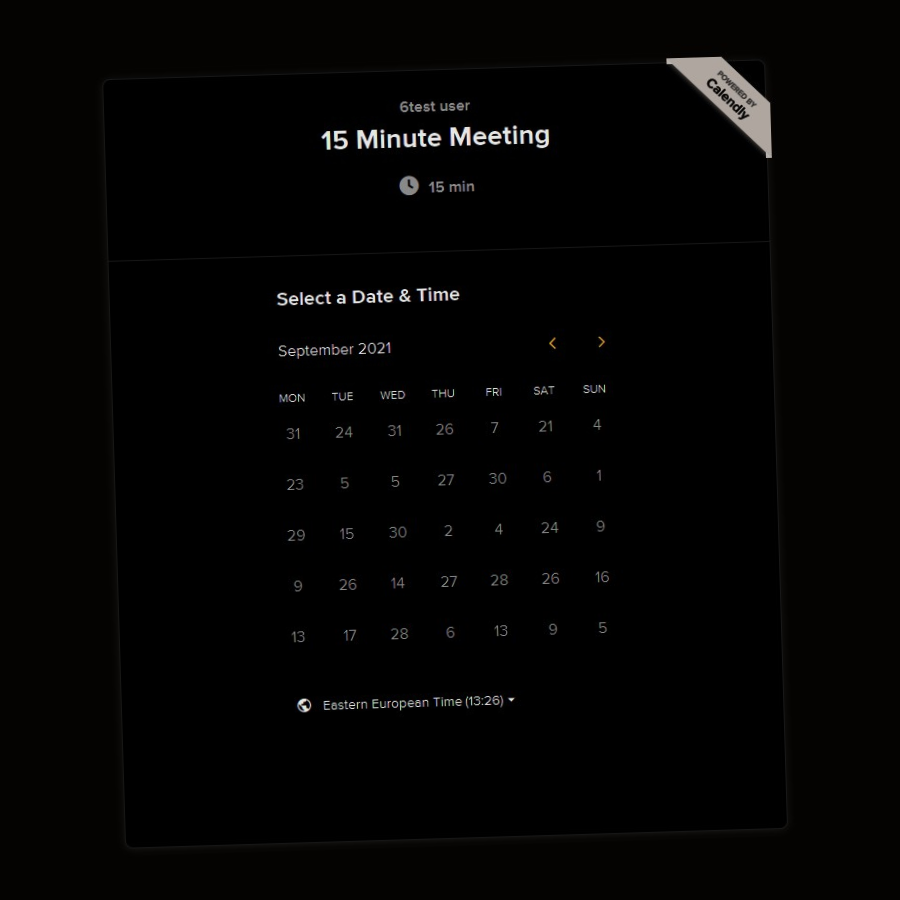 POWERED BY
Calendly
6test user
15 Minute Meeting
15 min
Select a Date & Time
September 2021
MON TUE WED THU FRI SAT SUN
31 24 31 26 7 21 4
23 5 5 27 30 6 1
29 15 30 2 4 24 9
9 26 14 27 28 26 16
13 17 28 6 13 9 5
Eastern European Time (13:26)